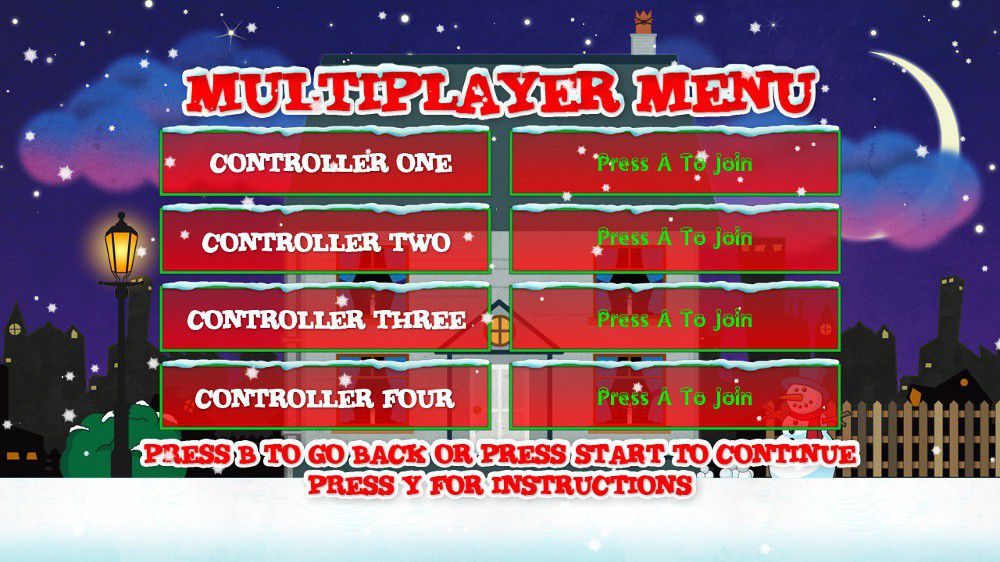 MULTIPLAYER MENU
CONTROLLER ONE
Press A To Join
CONTROLLER TWO
Press A To Join
CONTROLLER THREE
Press A To Join
CONTROLLER FOUR
Press A To Join
PRESS B TO GO BACK OR PRESS START TO CONTINUE
PRESS Y FOR INSTRUCTIONS